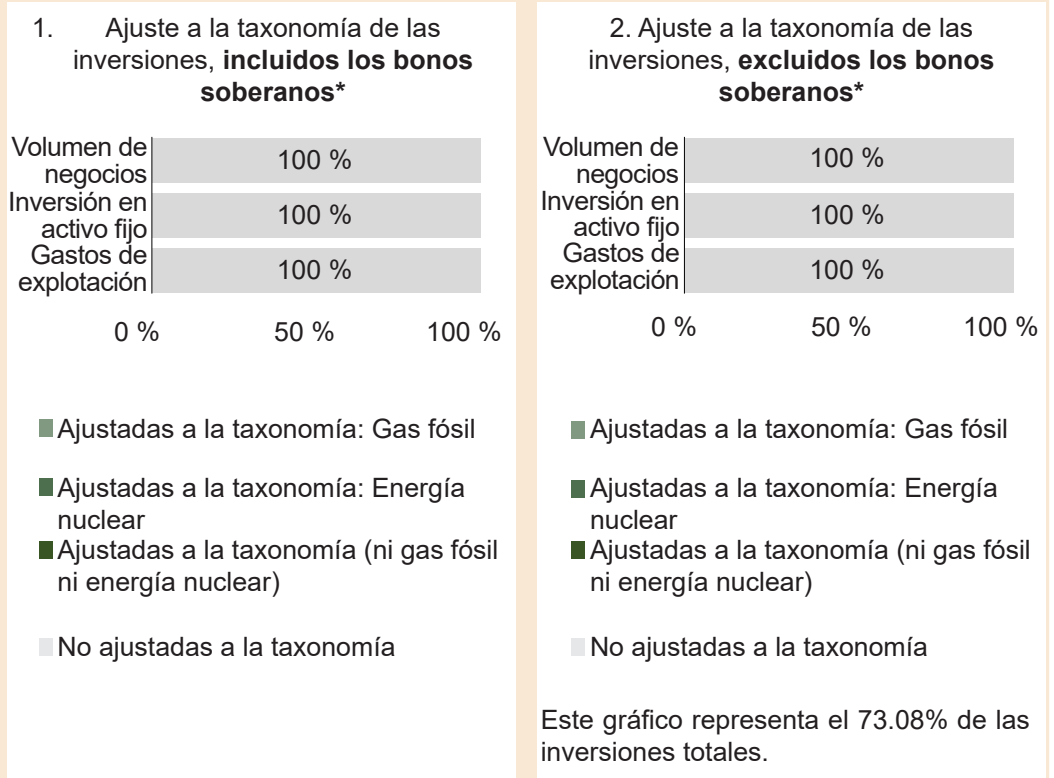 1. Ajuste a la taxonomía de las
inversiones, incluidos los bonos
soberanos*
Volumen de
negocios
100 %
Inversión en
activo fijo
100 %
Gastos de
explotación
100 %
0 % 50 % 100 %
Ajustadas a la taxonomía: Gas fósil
Ajustadas a la taxonomía: Energía
nuclear
Ajustadas a la taxonomía (ni gas fósil
ni energía nuclear)
No ajustadas a la taxonomía
2. Ajuste a la taxonomía de las
inversiones, excluidos los bonos
soberanos*
Volumen de
negocios
100 %
Inversión en
activo fijo
100 %
Gastos de
explotación
100 %
0 % 50 % 100 %
Ajustadas a la taxonomía: Gas fósil
Ajustadas a la taxonomía: Energía
nuclear
Ajustadas a la taxonomía (ni gas fósil
ni energía nuclear)
No ajustadas a la taxonomía
Este gráfico representa el 73.08% de las
inversiones totales.